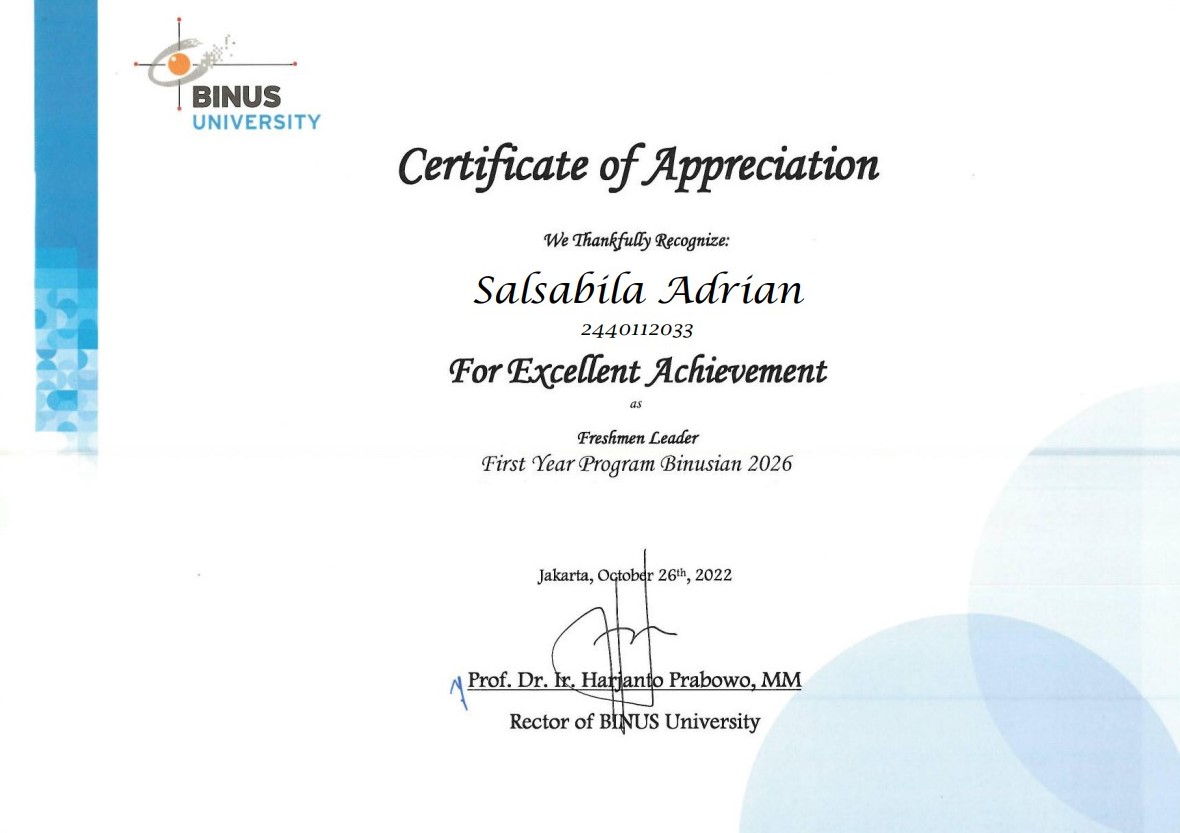 BINUS
UNIVERSITY
Certificate of Appreciation
We Thankfully Recognize:
Salsabila Adrian
2440112033
For Excellent Achievement
as
Freshmen Leader
First Year Program Binusian 2026
Jakarta, October 26th, 2022
Prof. Dr. Ir. Harjanto Prabowo, MM
Rector of BINUS University